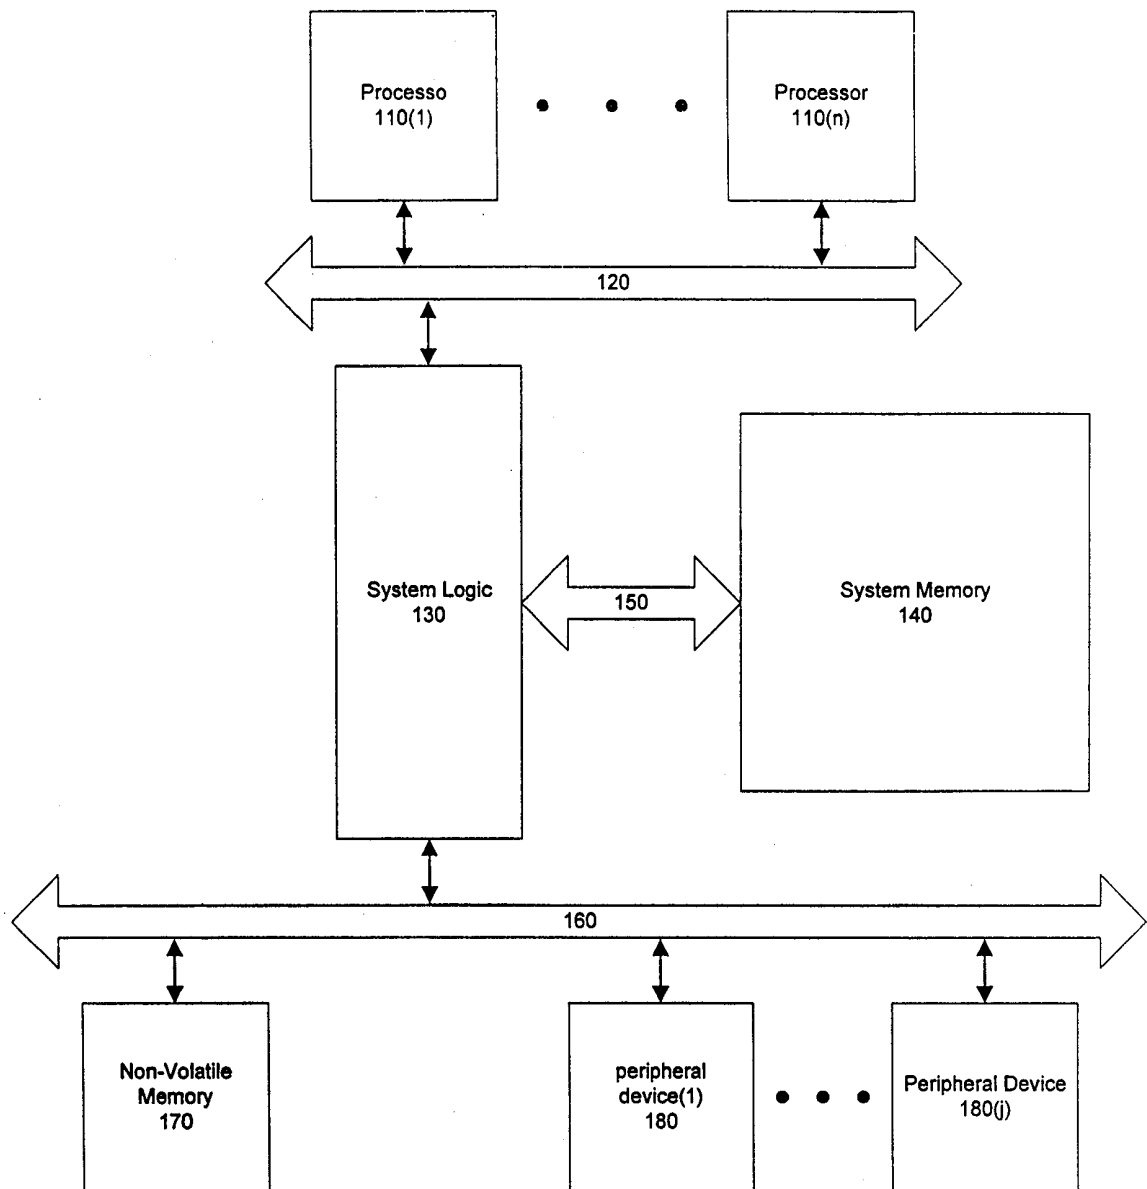 Processo
110(1)
Processor
110(n)
120
System Logic
130
150
System Memory
140
160
Non-Volatile
Memory
170
peripheral
device(1)
180
Peripheral Device
180(j)